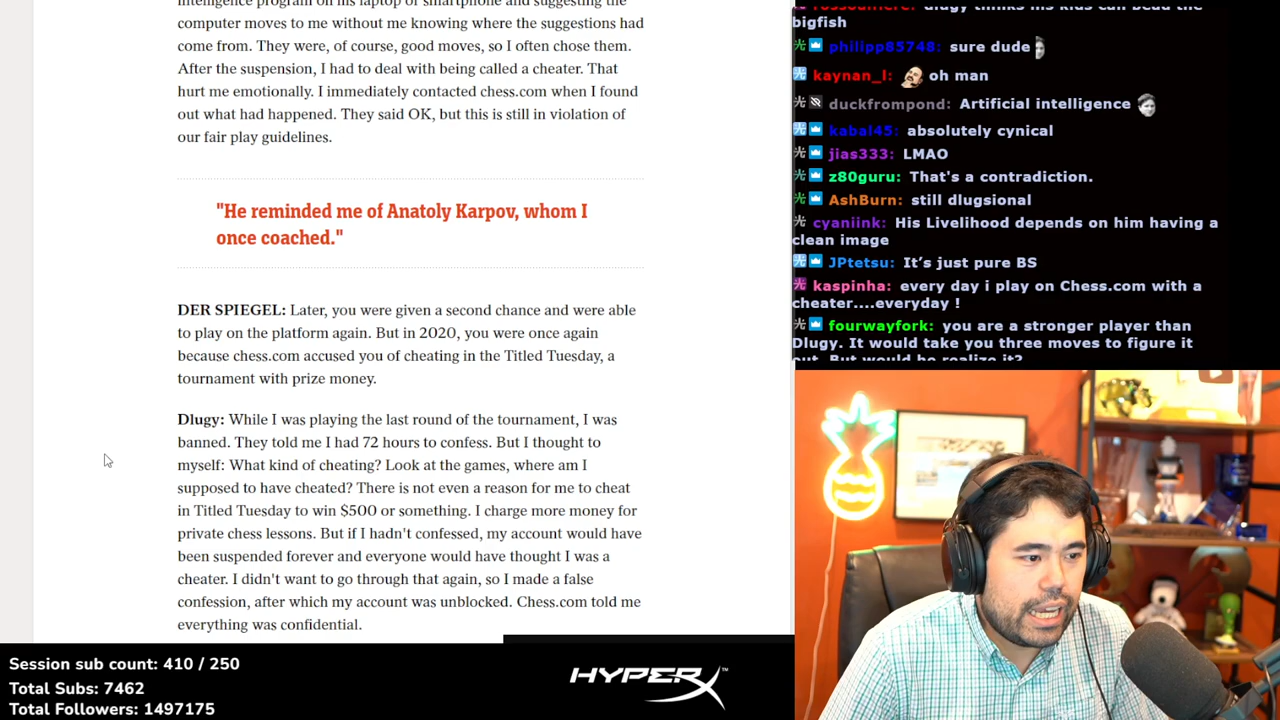 intelligence program on his laptop or smartphone and suggesting the
computer moves to me without me knowing where the suggestions had
come from. They were, of course, good moves, so I often chose them.
After the suspension, I had to deal with being called a cheater. That
hurt me emotionally. I immediately contacted chess.com when I found
out what had happened. They said OK, but this is still in violation of
our fair play guidelines.
"He reminded me of Anatoly Karpov, whom I
once coached."
DER SPIEGEL: Later, you were given a second chance and were able
to play on the platform again. But in 2020, you were once again
because chess.com accused you of cheating in the Titled Tuesday, a
tournament with prize money.
Dlugy: While I was playing the last round of the tournament, I was
banned. They told me I had 72 hours to confess. But I thought to
myself: What kind of cheating? Look at the games, where am I
supposed to have cheated? There is not even a reason for me to cheat
in Titled Tuesday to win $500 or something. I charge more money for
private chess lessons. But if I hadn't confessed, my account would have
been suspended forever and everyone would have thought I was a
cheater. I didn't want to go through that again, so I made a false
confession, after which my account was unblocked. Chess.com told me
everything was confidential.
Session sub count: 410 / 250
Total Subs: 7462
Total Followers: 1497175
HYPERX™
dlugy thinks his kids can bead the
bigfish
philipp85748: sure dude
kaynan_l: oh man
duckfrompond: Artificial intelligence
kabal45: absolutely cynical
jias333: LMAO
z80guru: That's a contradiction.
AshBurn: still dlugsional
cyaniink: His Livelihood depends on him having a
clean image
JPtetsu: It’s just pure BS
kaspinha: every day i play on Chess.com with a
cheater....everyday !
fourwayfork: you are a stronger player than
Dlugy. It would take you three moves to figure it
out. But would he realize it?